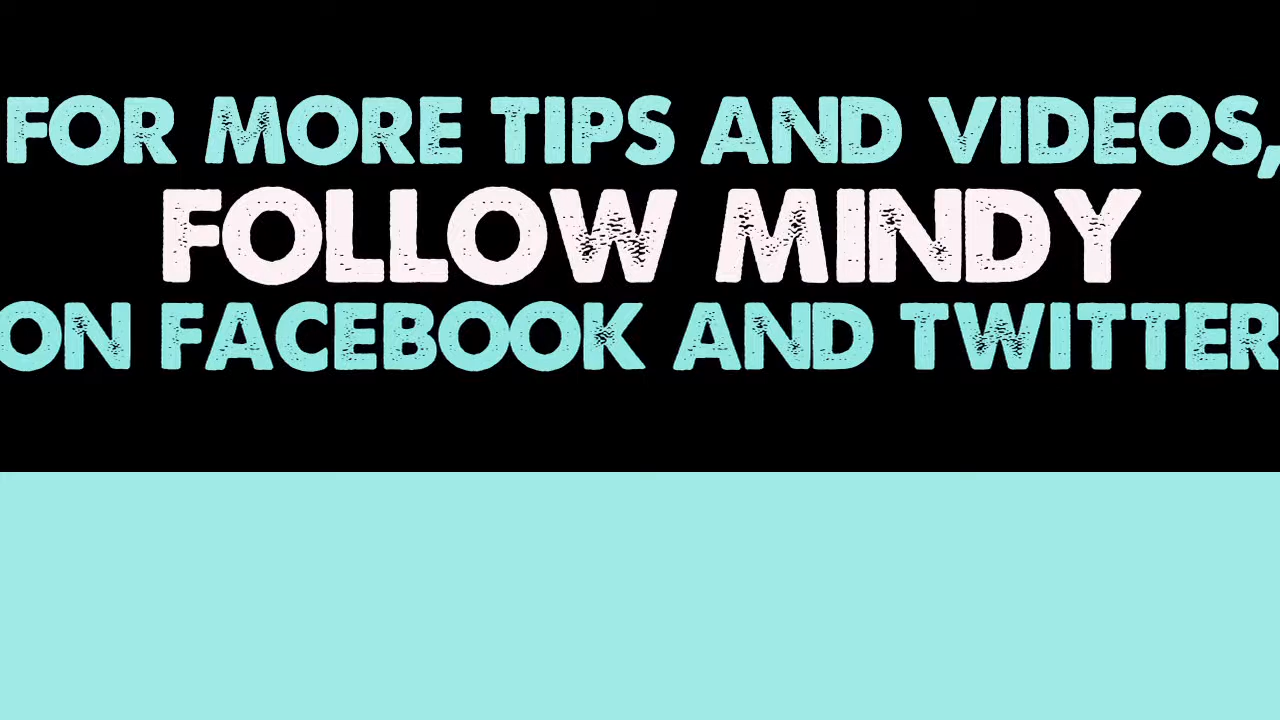 FOR MORE TIPS AND VIDEOS,
FOLLOW MINDY
ON FACEBOOK AND TWITTER